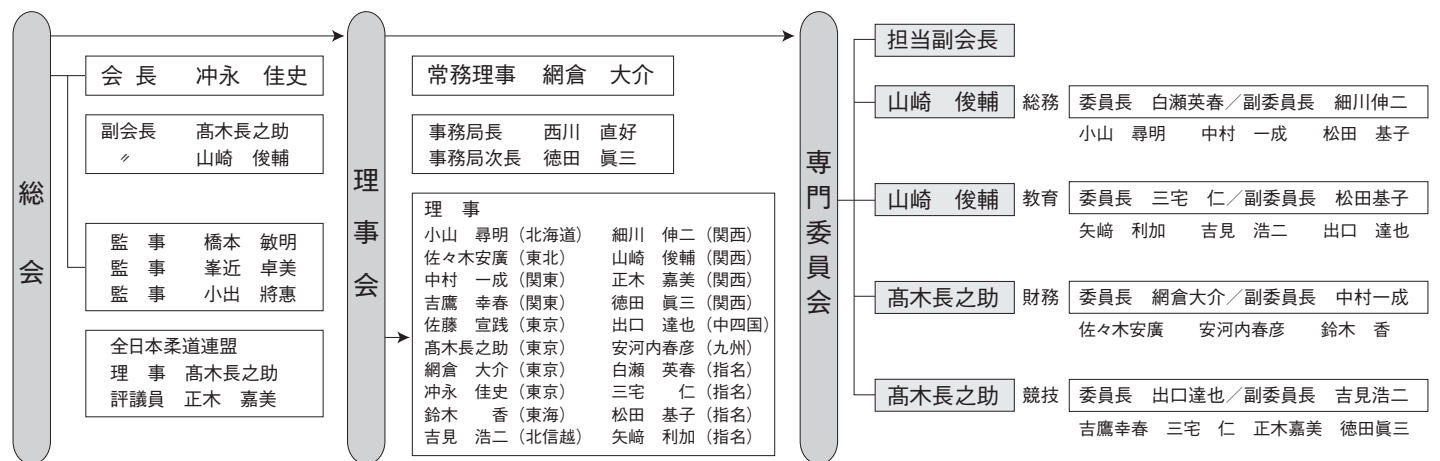 総会
会 長　冲永　佳史
副会長　髙木長之助
〃　山崎　俊輔
監　事　橋本　敏明
監　事　峯近　卓美
監　事　小出　將惠
全日本柔道連盟
理　事　髙木長之助
評議員　正木　嘉美
理事会
常務理事　網倉　大介
事務局長　西川　直好
事務局次長　徳田　眞三
理　事
小山　尋明（北海道）　細川　伸二（関西）
佐々木安廣（東北）　山崎　俊輔（関西）
中村　一成（関東）　正木　嘉美（関西）
吉鷹　幸春（関東）　徳田　眞三（関西）
佐藤　宣践（東京）　出口　達也（中四国）
髙木長之助（東京）　安河内春彦（九州）
網倉　大介（東京）　白瀬　英春（指名）
冲永　佳史（東京）　三宅　仁（指名）
鈴木　香（東海）　松田　基子（指名）
吉見　浩二（北信越）　矢﨑　利加（指名）
専門委員会
担当副会長
山崎　俊輔　総務　委員長　白瀬英春／副委員長　細川伸二
小山　尋明　中村　一成　松田　基子
山崎　俊輔　教育　委員長　三宅　仁／副委員長　松田基子
矢﨑　利加　吉見　浩二　出口　達也
髙木長之助　財務　委員長　網倉大介／副委員長　中村一成
佐々木安廣　安河内春彦　鈴木　香
髙木長之助　競技　委員長　出口達也／副委員長　吉見浩二
吉鷹幸春　三宅　仁　正木嘉美　徳田眞三